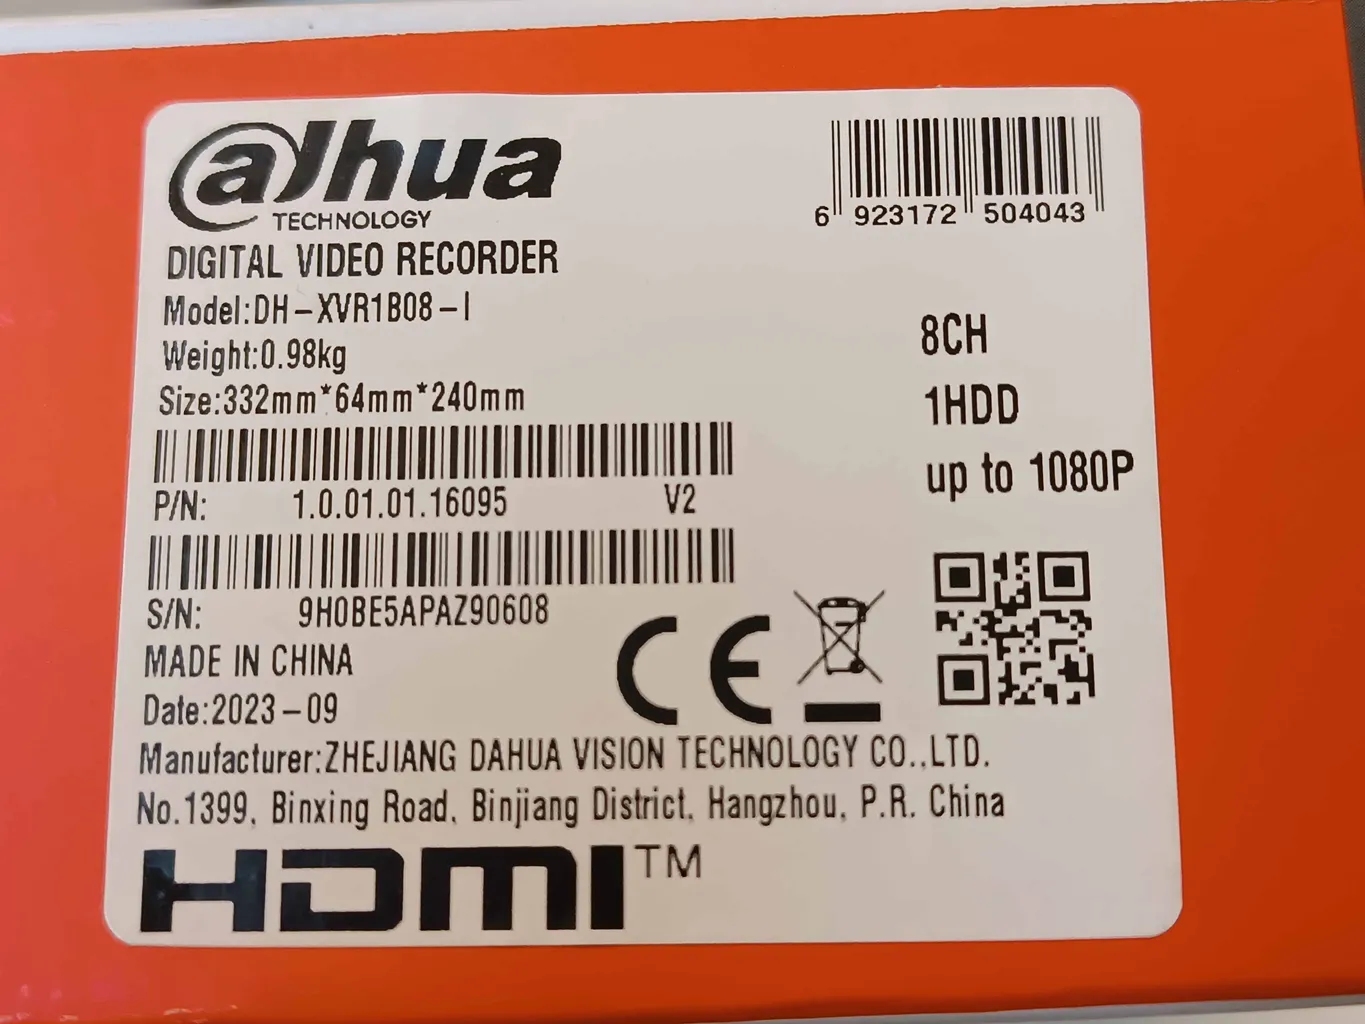 alhua
TECHNOLOGY
DIGITAL VIDEO RECORDER
Model:DH-XVR1B08-I
Weight:0.98kg
Size:332mm*64mm*240mm
P/N: 1.0.01.01.16095 V2
S/N: 9H0BE5APAZ90608
MADE IN CHINA
Date:2023-09
Manufacturer:ZHEJIANG DAHUA VISION TECHNOLOGY CO.,LTD.
No.1399, Binxing Road, Binjiang District, Hangzhou, P.R. China
HDMI™
6 923172 504043
8CH
1HDD
up to 1080P
CE